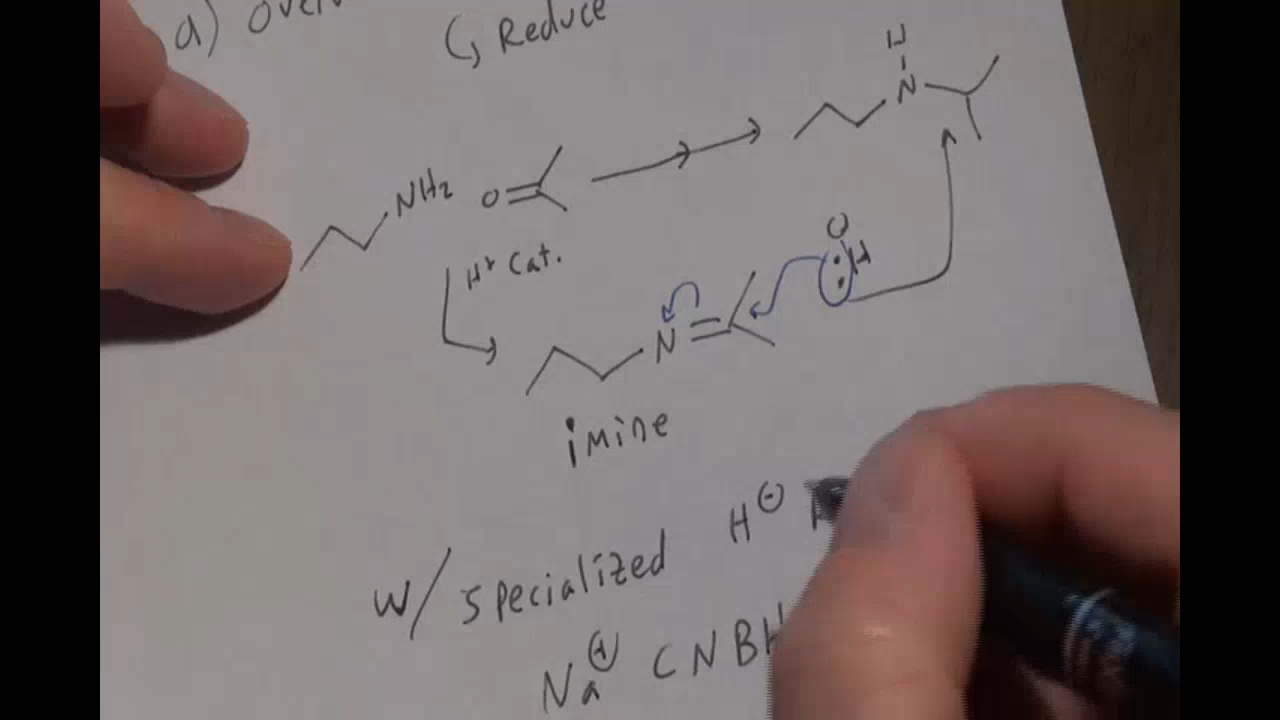 a) Over
↳ Reduce
H
N
NH₂ O
H⁺ Cat.
⊖
:H
N
imine
w/ specialized H⊖
Na⊕ CNBH